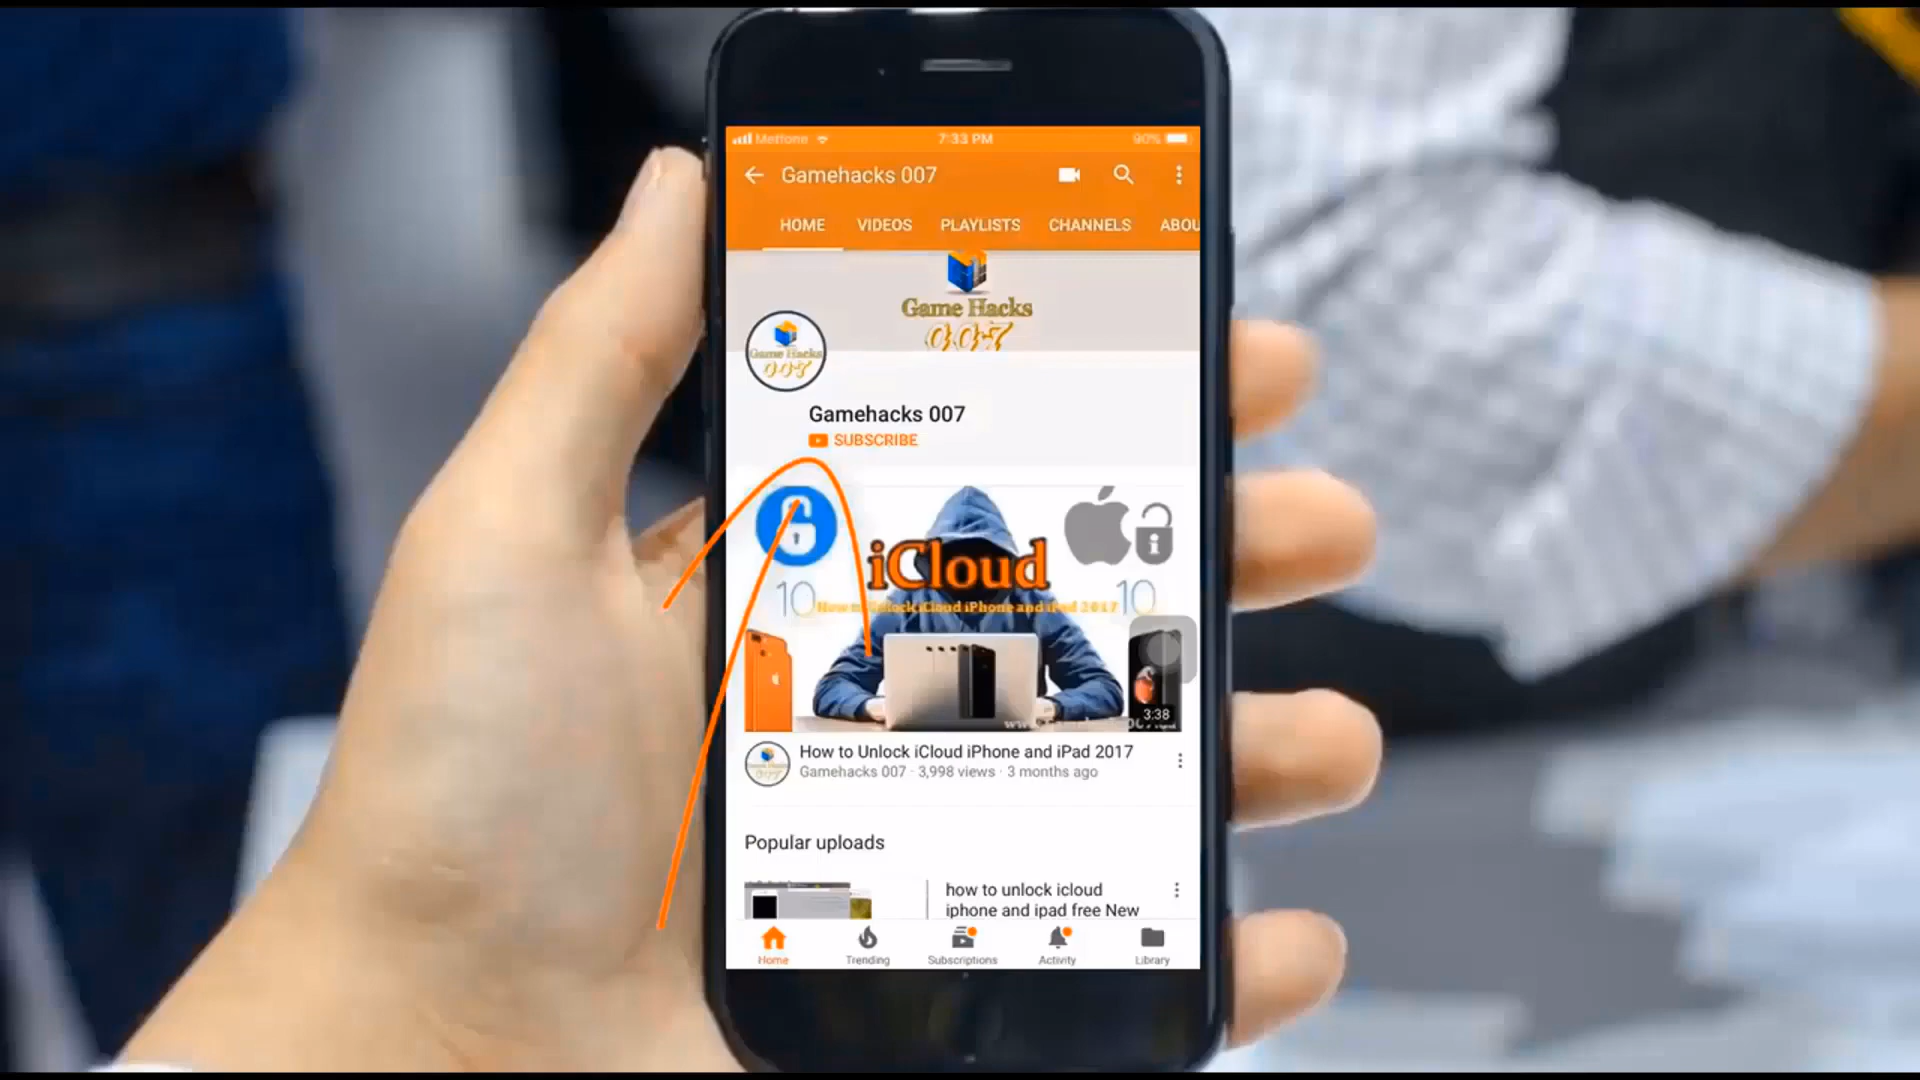 Metfone 7:33 PM 90%
Gamehacks 007
HOME VIDEOS PLAYLISTS CHANNELS ABOU
Game Hacks
007
Game Hacks
007
Gamehacks 007
SUBSCRIBE
iCloud
10 How to Unlock iCloud iPhone and iPad 2017 10
3:38
How to Unlock iCloud iPhone and iPad 2017
Gamehacks 007 · 3,998 views · 3 months ago
Popular uploads
how to unlock icloud
iphone and ipad free New
Home Trending Subscriptions Activity Library